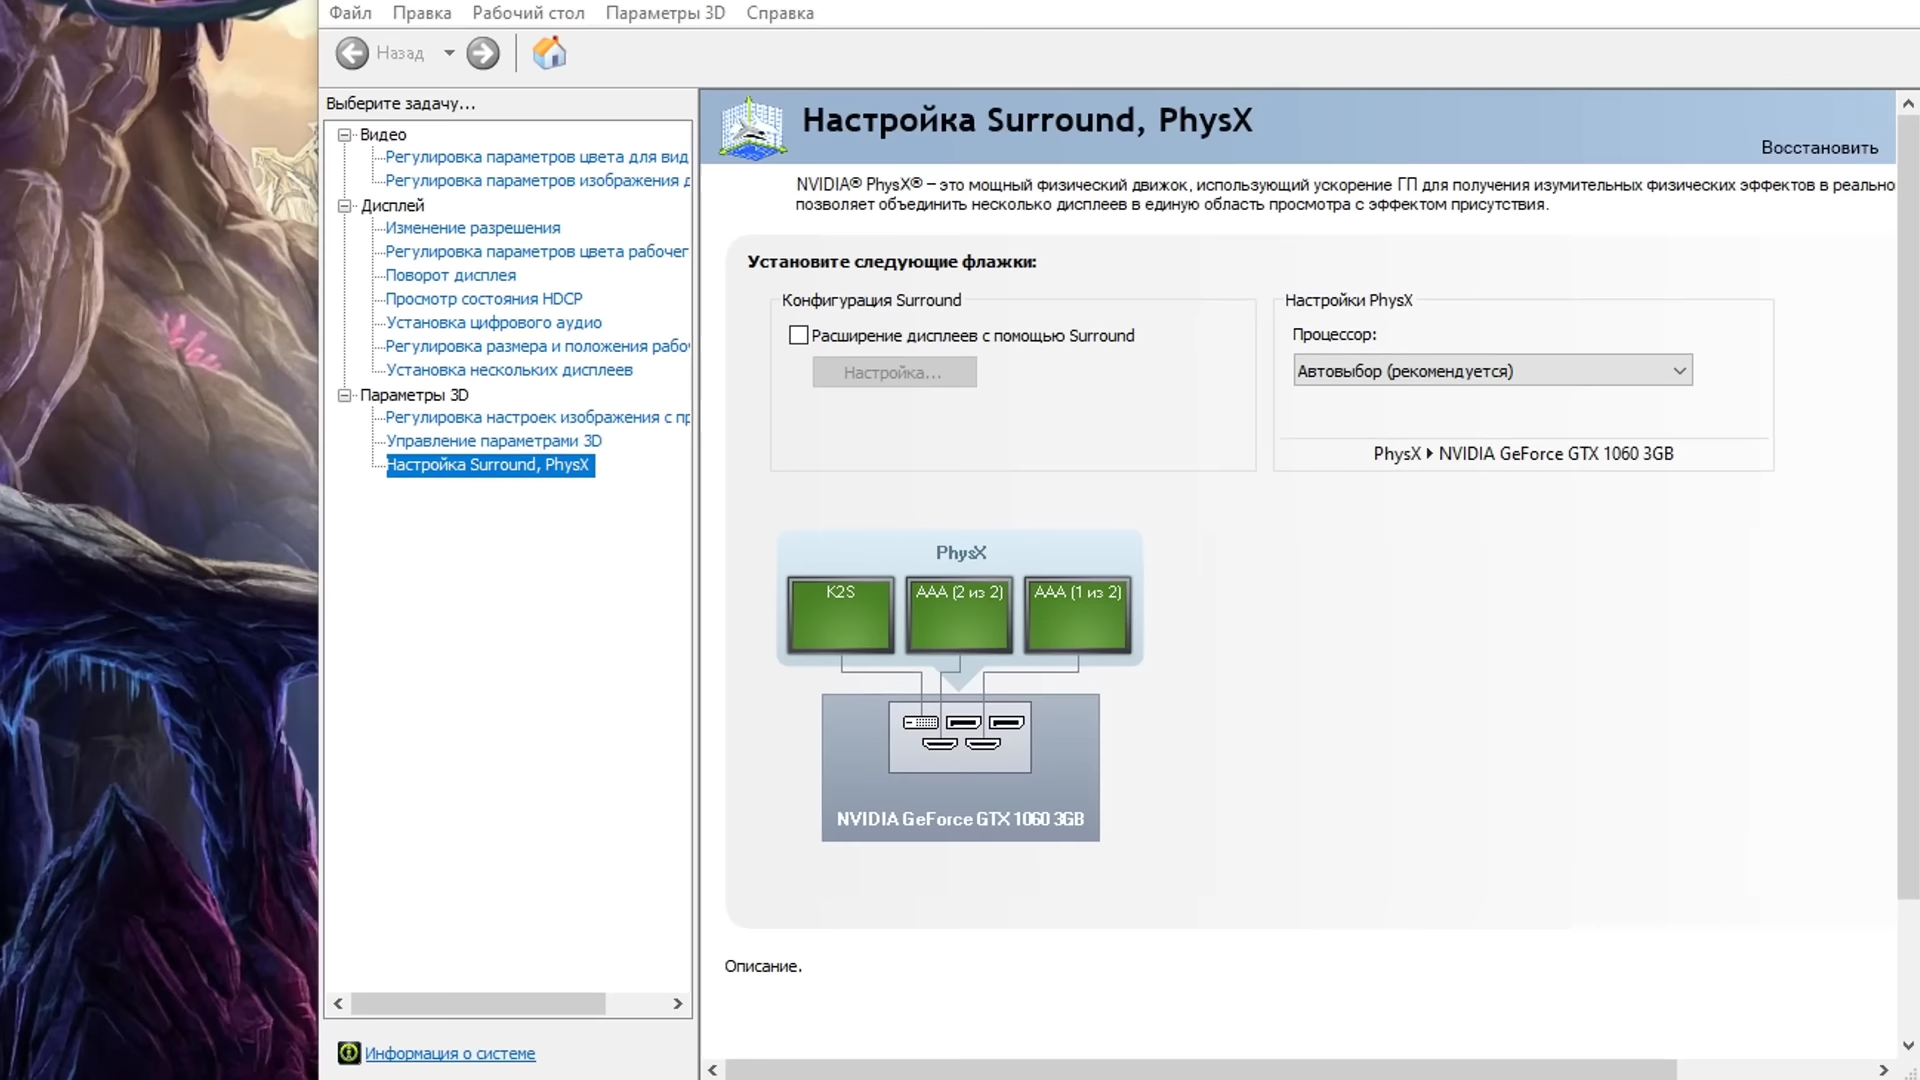 Файл Правка Рабочий стол Параметры 3D Справка
Назад
Выберите задачу...
Видео
Регулировка параметров цвета для вид
Регулировка параметров изображения д
Дисплей
Изменение разрешения
Регулировка параметров цвета рабочег
Поворот дисплея
Просмотр состояния HDCP
Установка цифрового аудио
Регулировка размера и положения рабо
Установка нескольких дисплеев
Параметры 3D
Регулировка настроек изображения с пр
Управление параметрами 3D
Настройка Surround, PhysX
Информация о системе
Настройка Surround, PhysX
Восстановить
NVIDIA® PhysX® – это мощный физический движок, использующий ускорение ГП для получения изумительных физических эффектов в реально
позволяет объединить несколько дисплеев в единую область просмотра с эффектом присутствия.
Установите следующие флажки:
Конфигурация Surround
Расширение дисплеев с помощью Surround
Настройка...
Настройки PhysX
Процессор:
Автовыбор (рекомендуется)
PhysX NVIDIA GeForce GTX 1060 3GB
PhysX
K2S AAA (2 из 2) AAA (1 из 2)
NVIDIA GeForce GTX 1060 3GB
Описание.